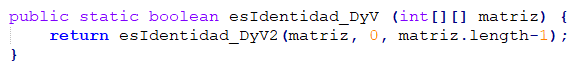 public static boolean esIdentidad_DyV (int[][] matriz) {
    return esIdentidad_DyV2(matriz, 0, matriz.length-1);
}